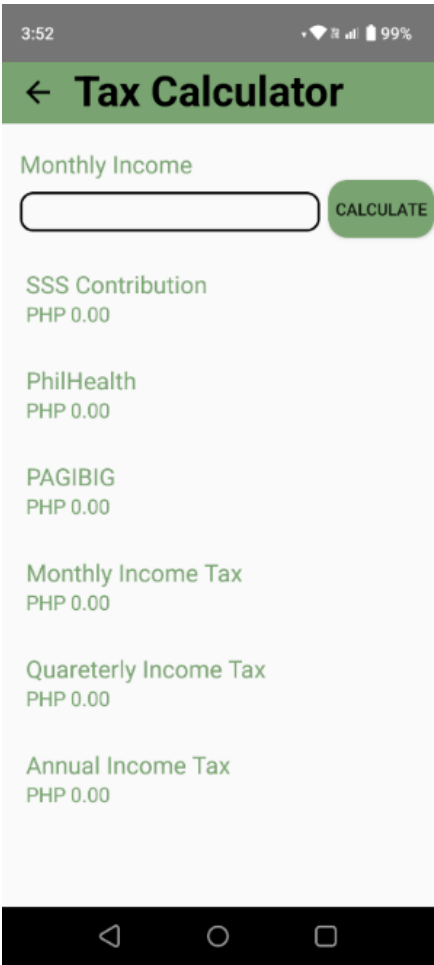 3:52
99%
Tax Calculator
Monthly Income
CALCULATE
SSS Contribution
PHP 0.00
PhilHealth
PHP 0.00
PAGIBIG
PHP 0.00
Monthly Income Tax
PHP 0.00
Quareterly Income Tax
PHP 0.00
Annual Income Tax
PHP 0.00